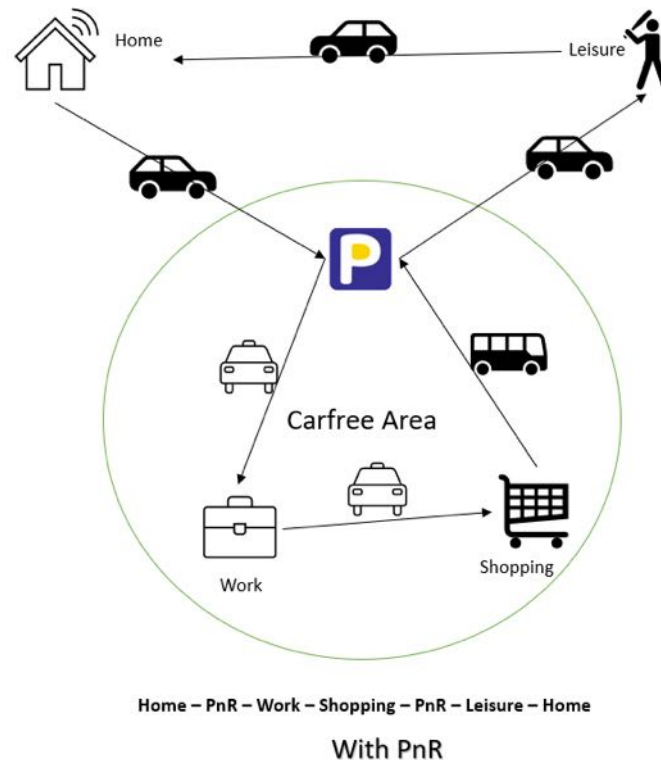 Home
Leisure
P
Carfree Area
Work
Shopping
Home – PnR – Work – Shopping – PnR – Leisure – Home
With PnR